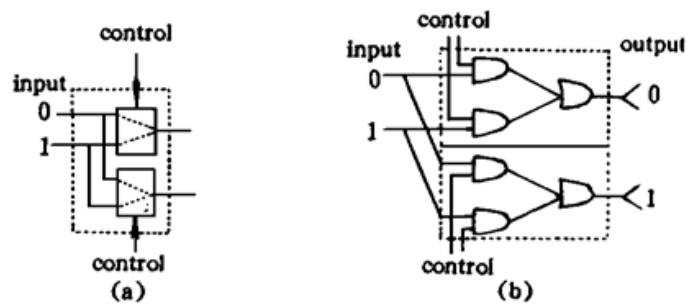 control
input
0
1
control
(a)
control
input
output
0
0
1
1
control
(b)